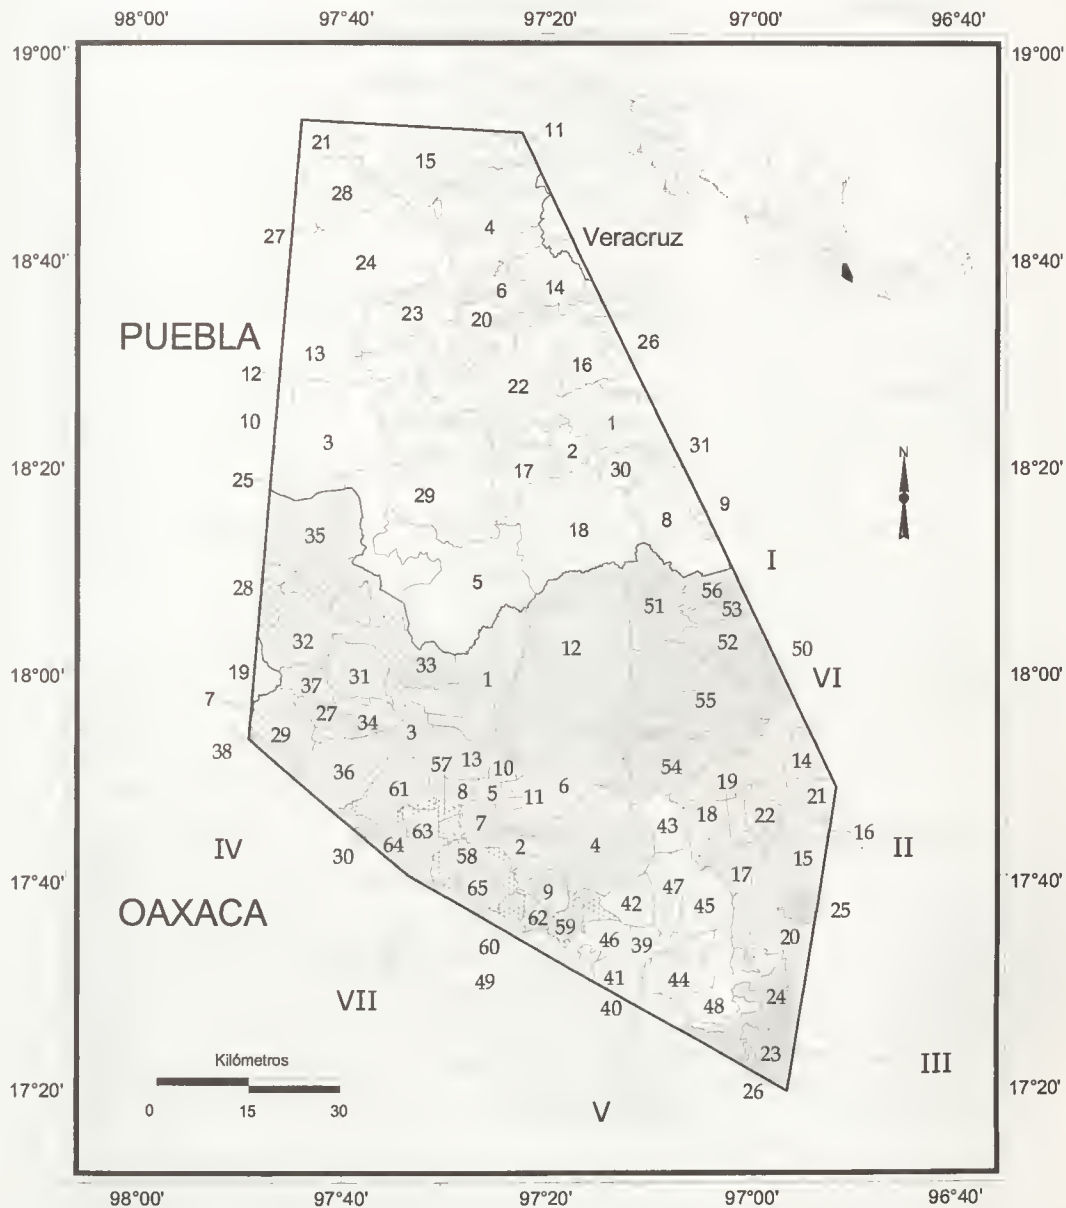 98°00' 97°40' 97°20' 97°00' 96°40'
19°00' 19°00'
11
21
15
28
4
27 Veracruz
24
18°40' 18°40'
6 14
23 20
PUEBLA 26
13
16
12
22
10 1
3 2 31
17 30
18°20' 18°20'
25
29 N
9
8
18
35
I
5
28 56
51 53
32 12 52 50
33
18°00' 18°00'
19 31 1 VI
37
7 55
27
34
29 3
38
57 13 14
36 10 54
61 8 5 6 19
11 21
18 22
7 43
63 16
IV 64 2 4 II
30 58 15
17°40' 17°40'
65 47 17
9
OAXACA 42 45 25
62 59
20
60 46 39
49 41 44
VII 24
40 48
23
Kilómetros III
17°20' 17°20'
26
0 15 30 V
98°00' 97°40' 97°20' 97°00' 96°40'